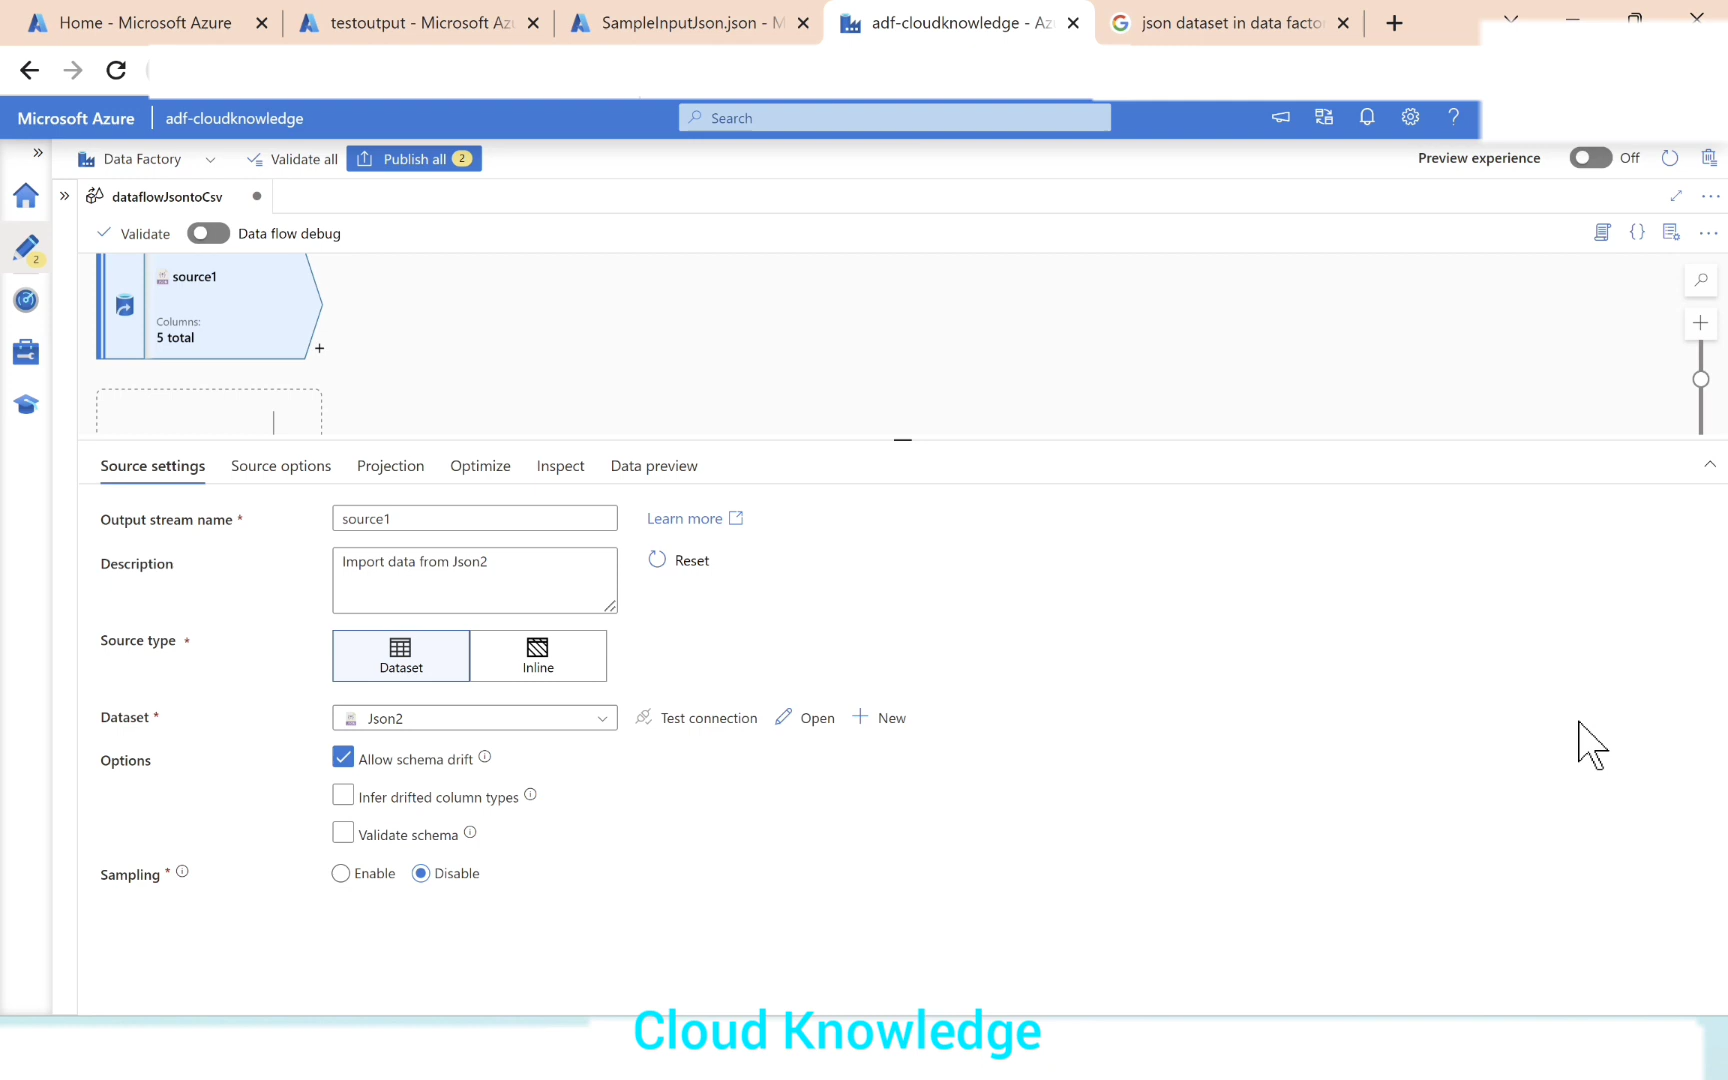 Home - Microsoft Azure
testoutput - Microsoft Az
SampleInputJson.json - M
adf-cloudknowledge - Az
json dataset in data facto
Microsoft Azure
adf-cloudknowledge
Search
Data Factory
Validate all
Publish all 2
Preview experience
Off
dataflowJsontoCsv
Validate
Data flow debug
2
source1
Columns:
5 total
Source settings
Source options
Projection
Optimize
Inspect
Data preview
Output stream name *
source1
Learn more
Description
Import data from Json2
Reset
Source type *
Dataset
Inline
Dataset *
Json2
Test connection
Open
New
Options
Allow schema drift
Infer drifted column types
Validate schema
Sampling *
Enable
Disable
Cloud Knowledge